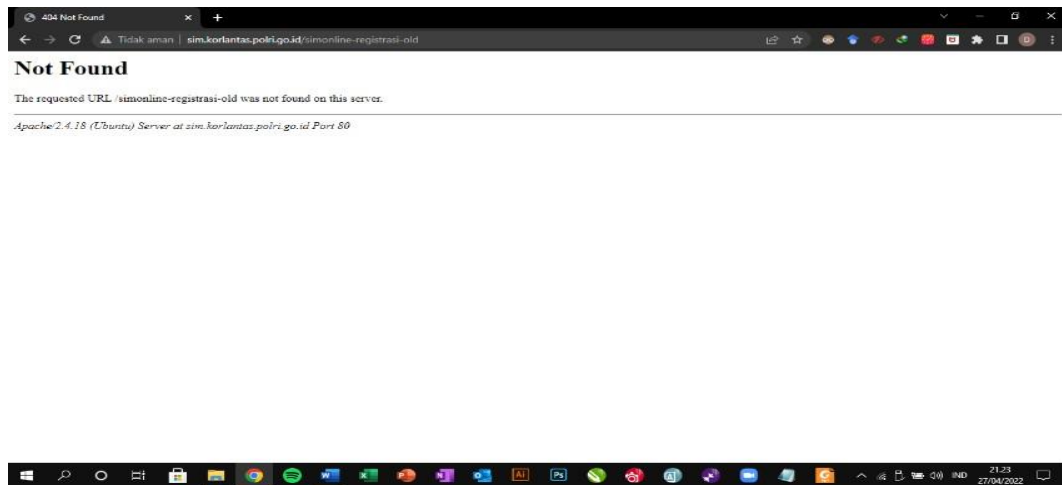 404 Not Found
Tidak aman | sim.korlantas.polri.go.id/simonline-registrasi-old
Not Found
The requested URL /simonline-registrasi-old was not found on this server.
Apache/2.4.18 (Ubuntu) Server at sim.korlantas.polri.go.id Port 80
IND
21.23
27/04/2022